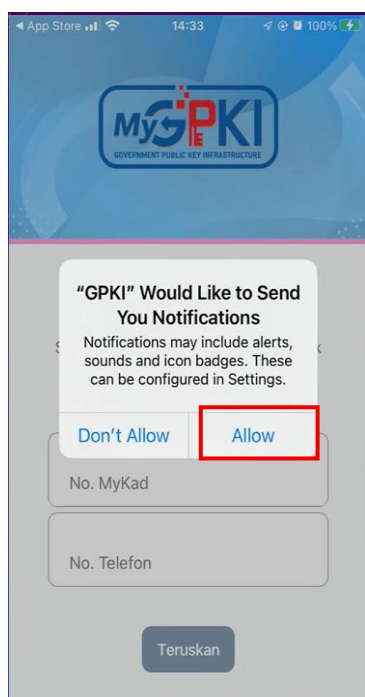 App Store
14:33
100%
MyGPKI
GOVERNMENT PUBLIC KEY INFRASTRUCTURE
"GPKI" Would Like to Send
You Notifications
Notifications may include alerts,
sounds and icon badges. These
can be configured in Settings.
Don't Allow
Allow
No. MyKad
No. Telefon
Teruskan